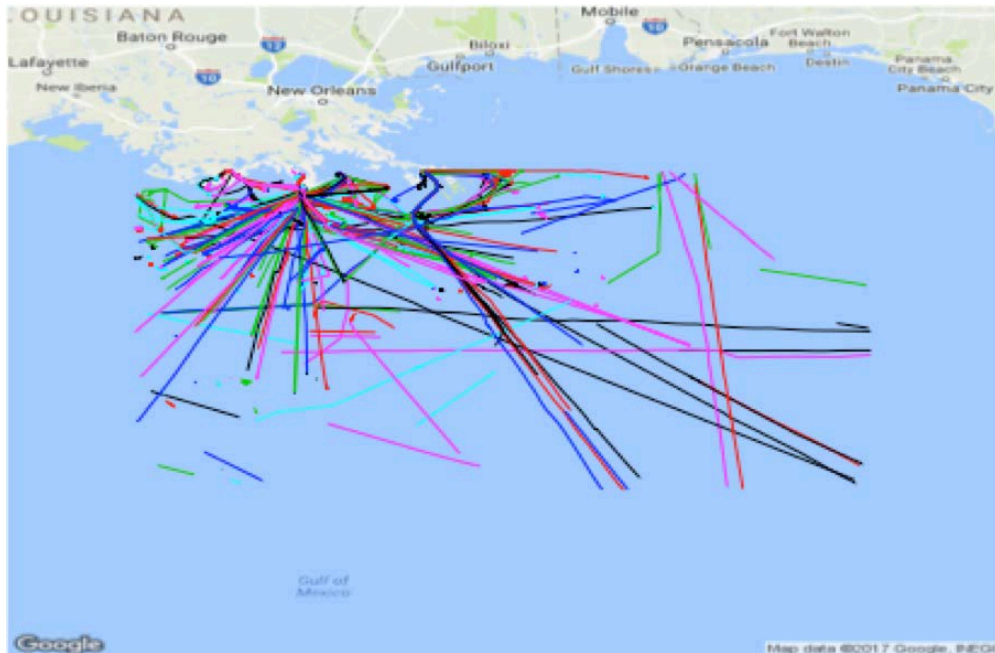 LOUISIANA
Mobile
Baton Rouge
12
10
Biloxi
Pensacola
Fort Walton
Beach
Lafayette
10
Gulfport
Gulf Shores
Orange Beach
Destin
Panama
City Beach
New Iberia
New Orleans
Panama City
Gulf of
Mexico
Google
Map data ©2017 Google, INEGI